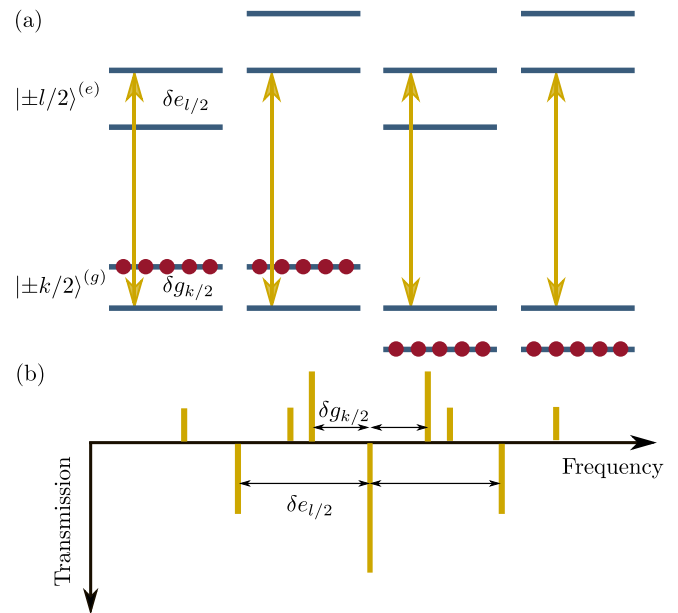 (a)
|±l/2⟩^(e)
δe_{l/2}
|±k/2⟩^(g)
δg_{k/2}
(b)
δg_{k/2}
Frequency
δe_{l/2}
Transmission